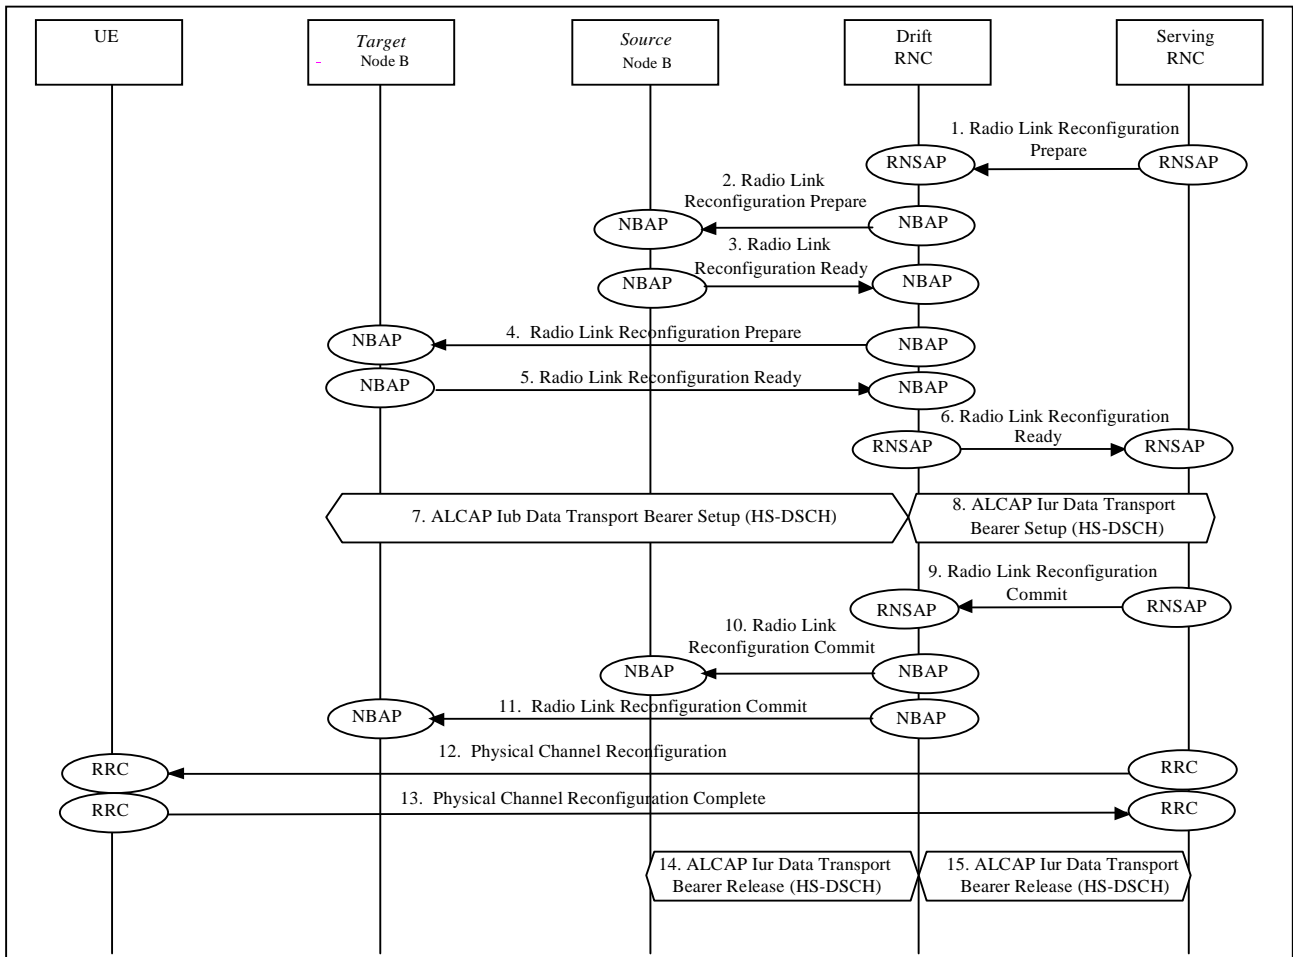 UE
Target
- Node B
Source
Node B
Drift
RNC
Serving
RNC
1. Radio Link Reconfiguration
Prepare
RNSAP
RNSAP
2. Radio Link
Reconfiguration Prepare
NBAP
NBAP
3. Radio Link
Reconfiguration Ready
NBAP
NBAP
4. Radio Link Reconfiguration Prepare
NBAP
NBAP
5. Radio Link Reconfiguration Ready
NBAP
NBAP
6. Radio Link Reconfiguration
Ready
RNSAP
RNSAP
7. ALCAP Iub Data Transport Bearer Setup (HS-DSCH)
8. ALCAP Iur Data Transport
Bearer Setup (HS-DSCH)
9. Radio Link Reconfiguration
Commit
RNSAP
RNSAP
10. Radio Link
Reconfiguration Commit
NBAP
NBAP
11. Radio Link Reconfiguration Commit
NBAP
NBAP
12. Physical Channel Reconfiguration
RRC
RRC
13. Physical Channel Reconfiguration Complete
RRC
RRC
14. ALCAP Iur Data Transport
Bearer Release (HS-DSCH)
15. ALCAP Iur Data Transport
Bearer Release (HS-DSCH)